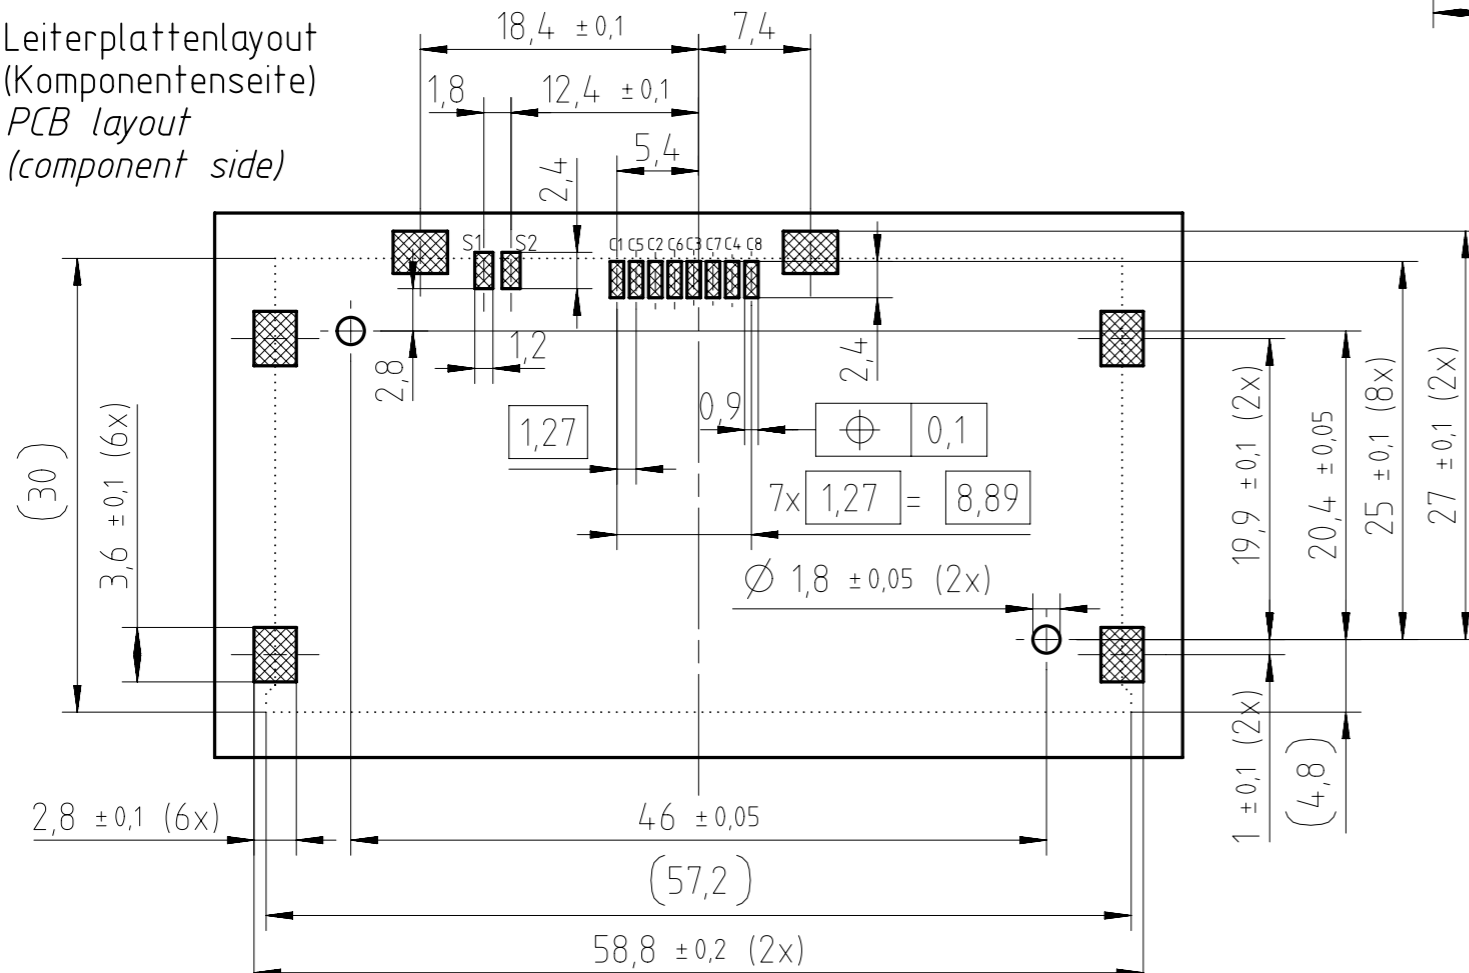 Leiterplattenlayout
(Komponentenseite)
PCB layout
(component side)
18,4 ±0,1
7,4
1,8
12,4 ±0,1
5,4
2,4
S1 S2
C1 C5 C2 C6 C3 C7 C4 C8
2,8
1,2
2,4
0,9
1,27
0,1
7x 1,27 = 8,89
Ø 1,8 ±0,05 (2x)
(30)
3,6 ±0,1 (6x)
19,9 ±0,1 (2x)
20,4 ±0,05
25 ±0,1 (8x)
27 ±0,1 (2x)
1 ±0,1 (2x)
(4,8)
2,8 ±0,1 (6x)
46 ±0,05
(57,2)
58,8 ±0,2 (2x)